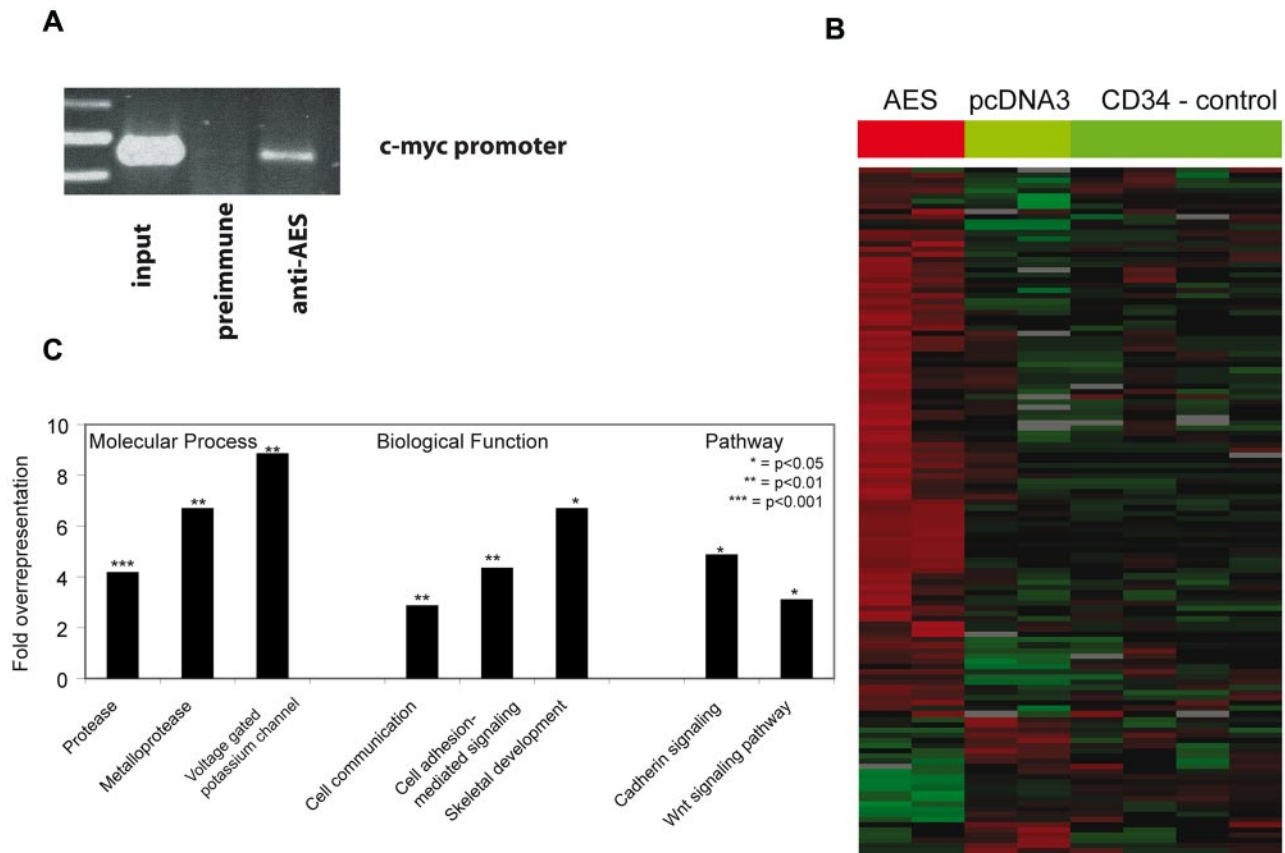 A
c-myc promoter
input
preimmune
anti-AES
B
AES pcDNA3 CD34 - control
C
Fold overrepresentation
10
8
6
4
2
0
Molecular Process
Biological Function
Pathway
* = p<0.05
** = p<0.01
*** = p<0.001
***
**
**
**
**
*
*
*
Protease
Metalloprotease
Voltage gated
potassium channel
Cell communication
Cell adhesion-
mediated signaling
Skeletal development
Cadherin signaling
Wnt signaling pathway